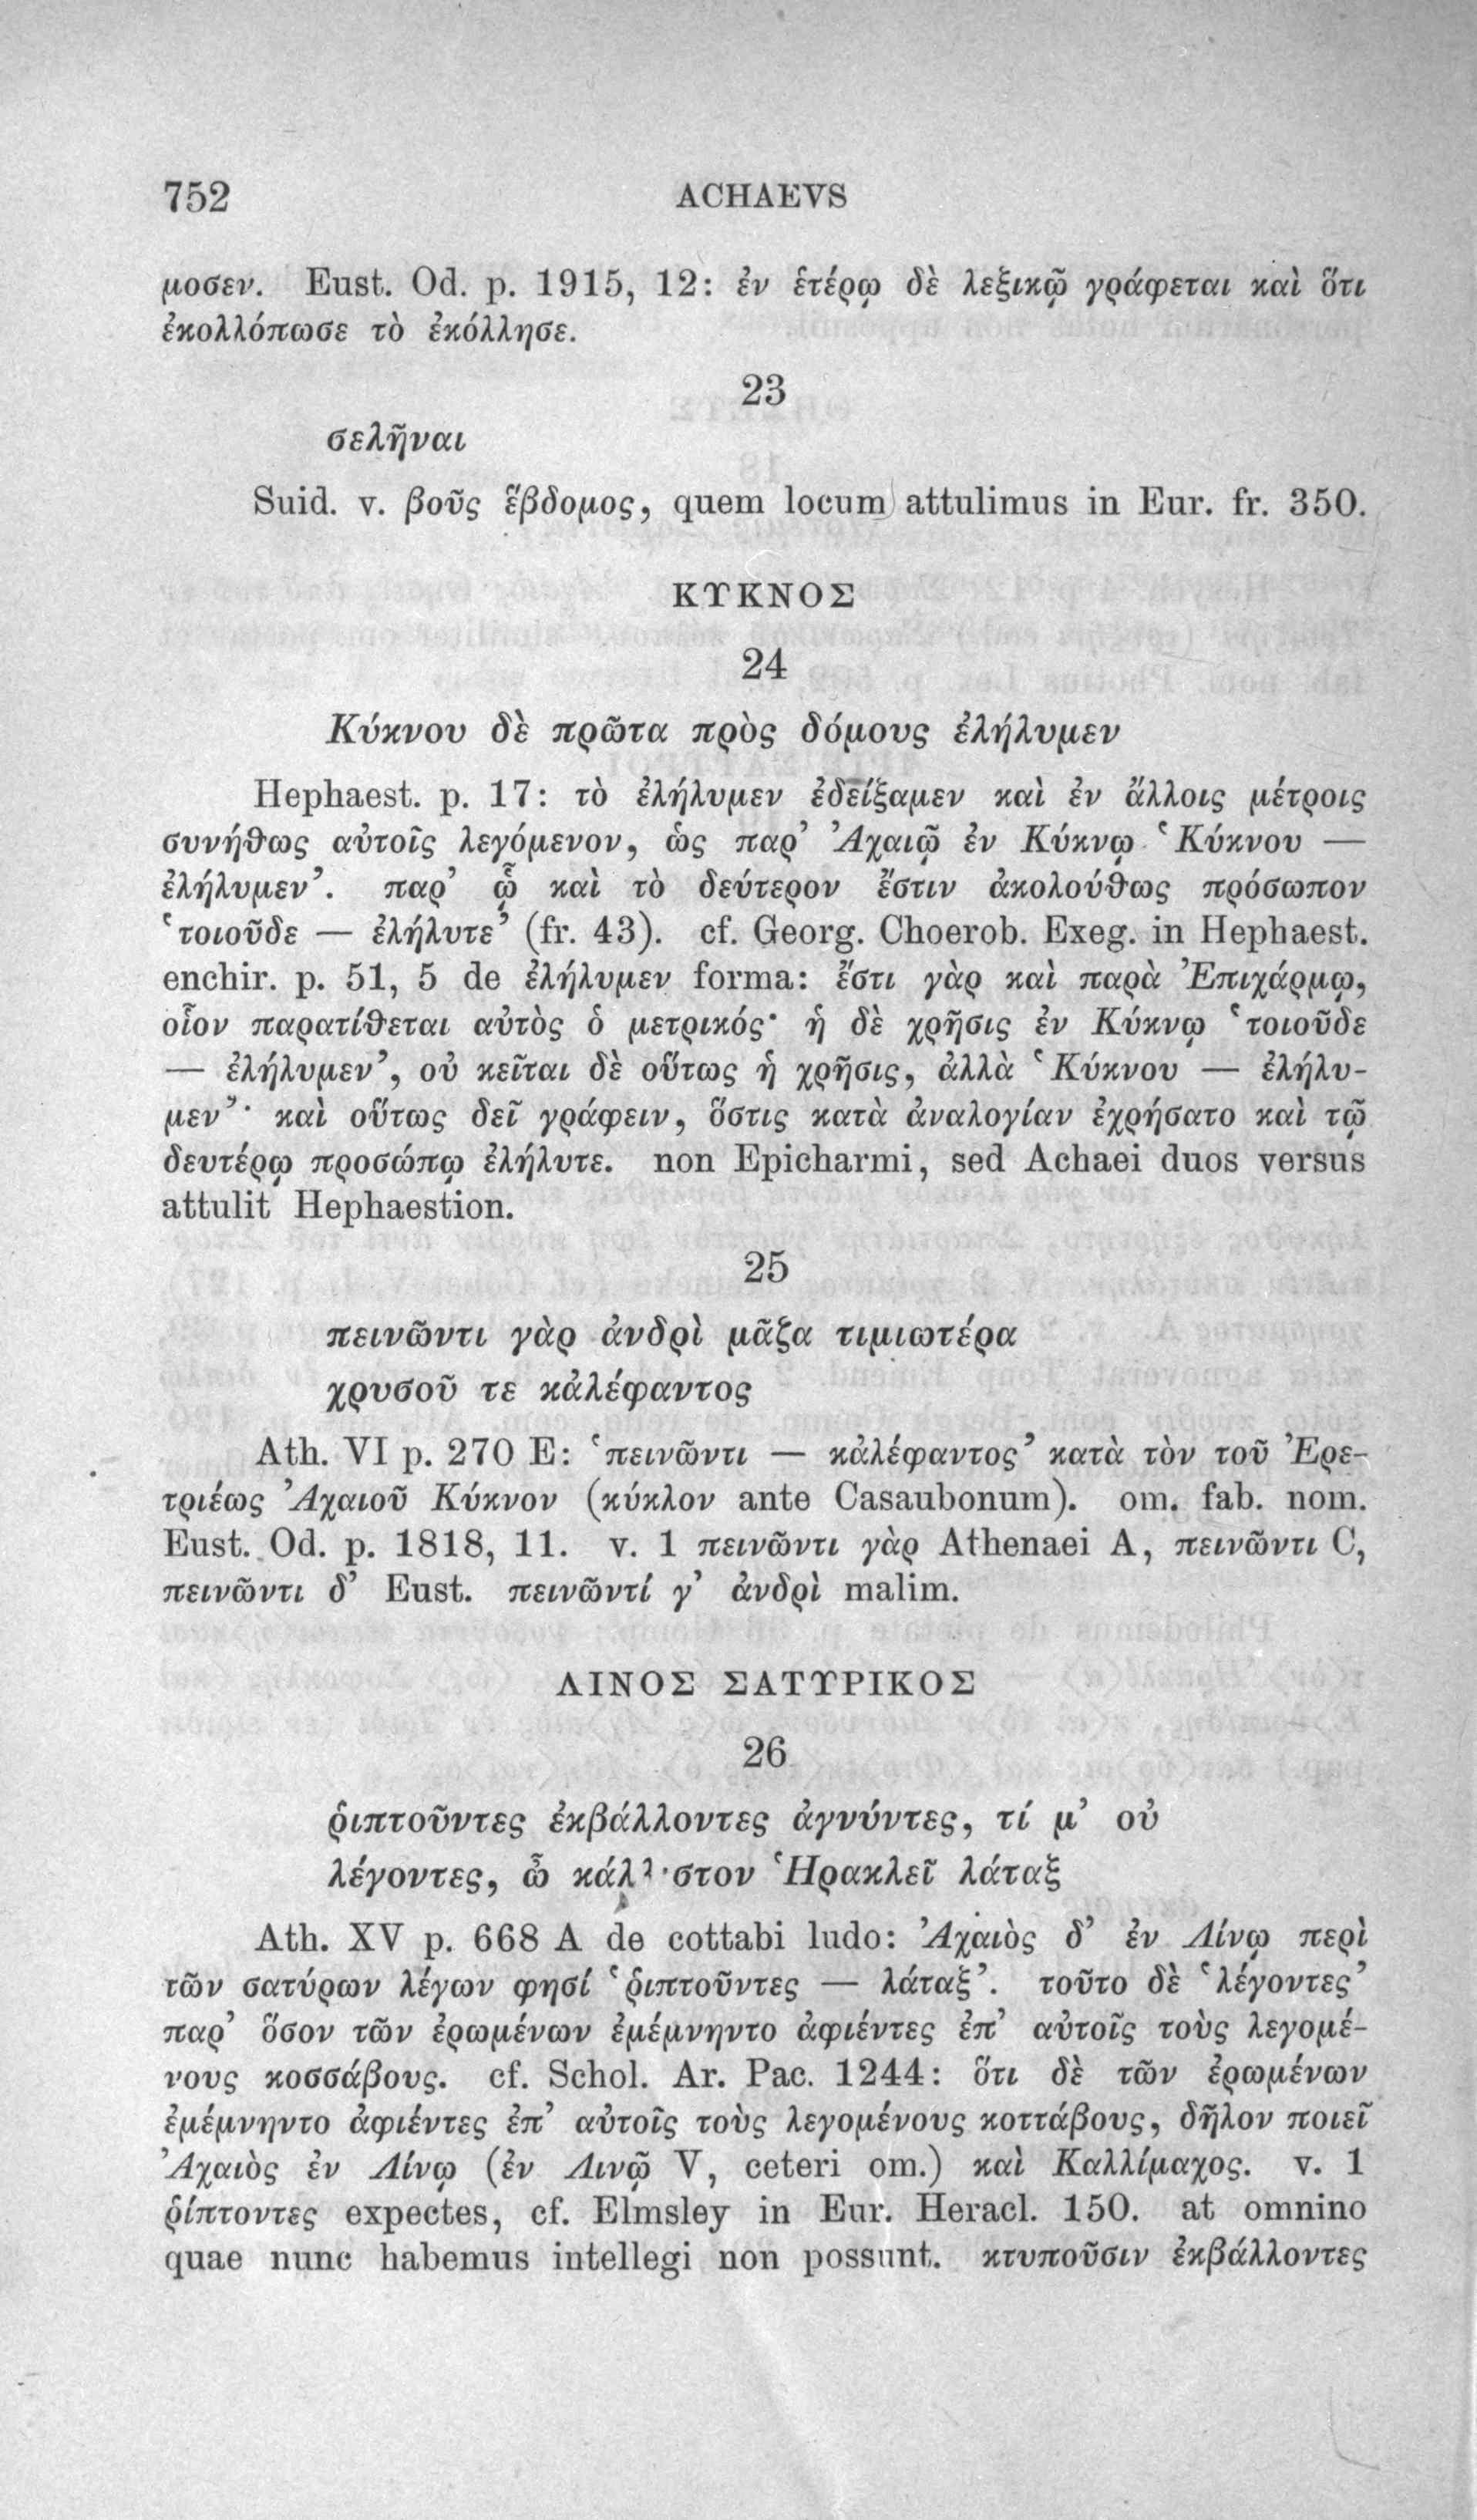 752 ACHAEVS
μοσεν. Eust. Od. p. 1915, 12: ἐν ἑτέρῳ δὲ λεξικῷ γράφεται καὶ ὅτι
ἐκολλόπωσε τὸ ἐκόλλησε.
23
σελῆναι
Suid. v. βοῦς ἕβδομος, quem locum attulimus in Eur. fr. 350.
ΚΥΚΝΟΣ
24
Κύκνου δὲ πρῶτα πρὸς δόμους ἐλήλυμεν
Hephaest. p. 17: τὸ ἐλήλυμεν ἐδείξαμεν καὶ ἐν ἄλλοις μέτροις
συνήθως αὐτοῖς λεγόμενον, ὡς παρ’ Ἀχαιῷ ἐν Κύκνῳ ‘Κύκνου —
ἐλήλυμεν’. παρ’ ᾧ καὶ τὸ δεύτερον ἔστιν ἀκολούθως πρόσωπον
‘τοιοῦδε — ἐλήλυτε’ (fr. 43). cf. Georg. Choerob. Exeg. in Hephaest.
enchir. p. 51, 5 de ἐλήλυμεν forma: ἔστι γὰρ καὶ παρὰ Ἐπιχάρμῳ,
οἷον παρατίθεται αὐτὸς ὁ μετρικός· ἡ δὲ χρῆσις ἐν Κύκνῳ ‘τοιοῦδε
— ἐλήλυμεν’, οὐ κεῖται δὲ οὕτως ἡ χρῆσις, ἀλλὰ ‘Κύκνου — ἐλήλυ-
μεν’· καὶ οὕτως δεῖ γράφειν, ὅστις κατὰ ἀναλογίαν ἐχρήσατο καὶ τῷ
δευτέρῳ προσώπῳ ἐλήλυτε. non Epicharmi, sed Achaei duos versus
attulit Hephaestion.
25
πεινῶντι γὰρ ἀνδρὶ μᾶζα τιμιωτέρα
χρυσοῦ τε κἀλέφαντος
Ath. VI p. 270 E: ‘πεινῶντι — κἀλέφαντος’ κατὰ τὸν τοῦ Ἐρε-
τριέως Ἀχαιοῦ Κύκνον (κύκλον ante Casaubonum). om. fab. nom.
Eust. Od. p. 1818, 11. v. 1 πεινῶντι γὰρ Athenaei A, πεινῶντι C,
πεινῶντι δ’ Eust. πεινῶντί γ’ ἀνδρὶ malim.
ΛΙΝΟΣ ΣΑΤΥΡΙΚΟΣ
26
ῥιπτοῦντες ἐκβάλλοντες ἀγνύντες, τί μ’ οὐ
λέγοντες, ὦ κάλλιστον Ἡρακλεῖ λάταξ
Ath. XV p. 668 A de cottabi ludo: Ἀχαιὸς δ’ ἐν Λίνῳ περὶ
τῶν σατύρων λέγων φησί ‘ῥιπτοῦντες — λάταξ’. τοῦτο δὲ ‘λέγοντες’
παρ’ ὅσον τῶν ἐρωμένων ἐμέμνηντο ἀφιέντες ἐπ’ αὐτοῖς τοὺς λεγομέ-
νους κοσσάβους. cf. Schol. Ar. Pac. 1244: ὅτι δὲ τῶν ἐρωμένων
ἐμέμνηντο ἀφιέντες ἐπ’ αὐτοῖς τοὺς λεγομένους κοττάβους, δῆλον ποιεῖ
Ἀχαιὸς ἐν Λίνῳ (ἐν Λινῷ V, ceteri om.) καὶ Καλλίμαχος. v. 1
ῥίπτοντες expectes, cf. Elmsley in Eur. Heracl. 150. at omnino
quae nunc habemus intellegi non possunt. κτυποῦσιν ἐκβάλλοντες